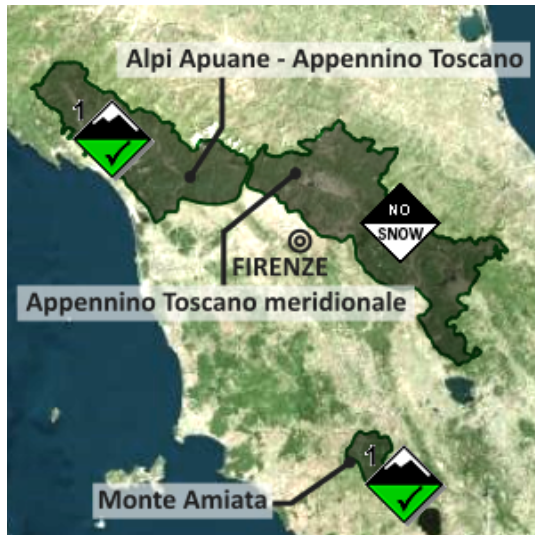 Alpi Apuane - Appennino Toscano
1
NO
SNOW
FIRENZE
Appennino Toscano meridionale
1
Monte Amiata